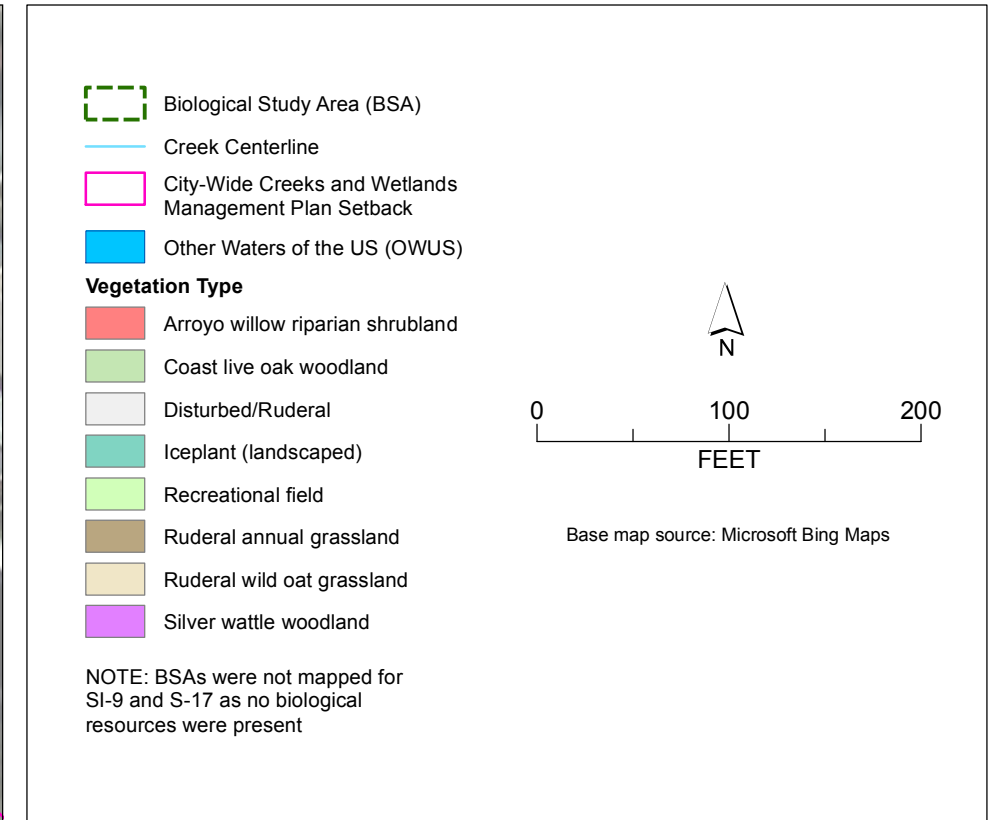 Biological Study Area (BSA)
Creek Centerline
City-Wide Creeks and Wetlands
Management Plan Setback
Other Waters of the US (OWUS)
Vegetation Type
Arroyo willow riparian shrubland
Coast live oak woodland
Disturbed/Ruderal
Iceplant (landscaped)
Recreational field
Ruderal annual grassland
Ruderal wild oat grassland
Silver wattle woodland
NOTE: BSAs were not mapped for
SI-9 and S-17 as no biological
resources were present
N
0 100 200
FEET
Base map source: Microsoft Bing Maps